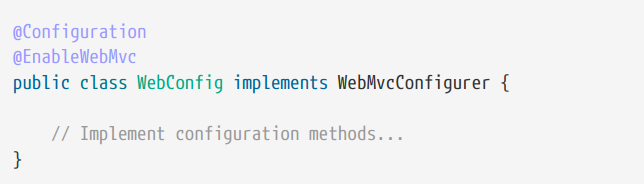 @Configuration
@EnableWebMvc
public class WebConfig implements WebMvcConfigurer {
// Implement configuration methods...
}